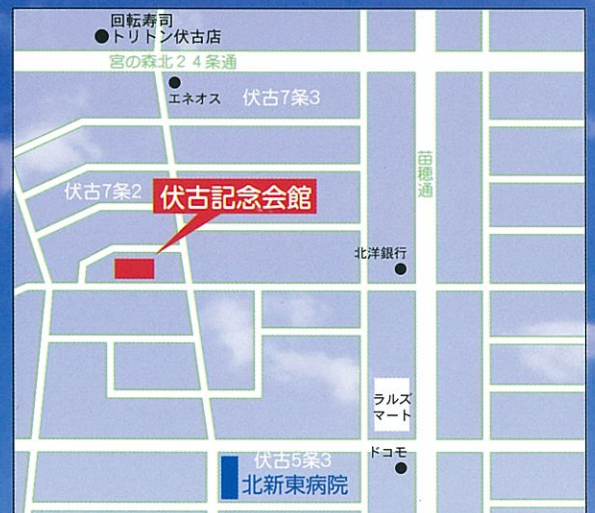 回転寿司
●トリトン伏古店
宮の森北24条通
エネオス
伏古7条3
苗穂通
伏古7条2
伏古記念会館
北洋銀行
ラルズ
マート
ドコモ
伏古5条3
北新東病院